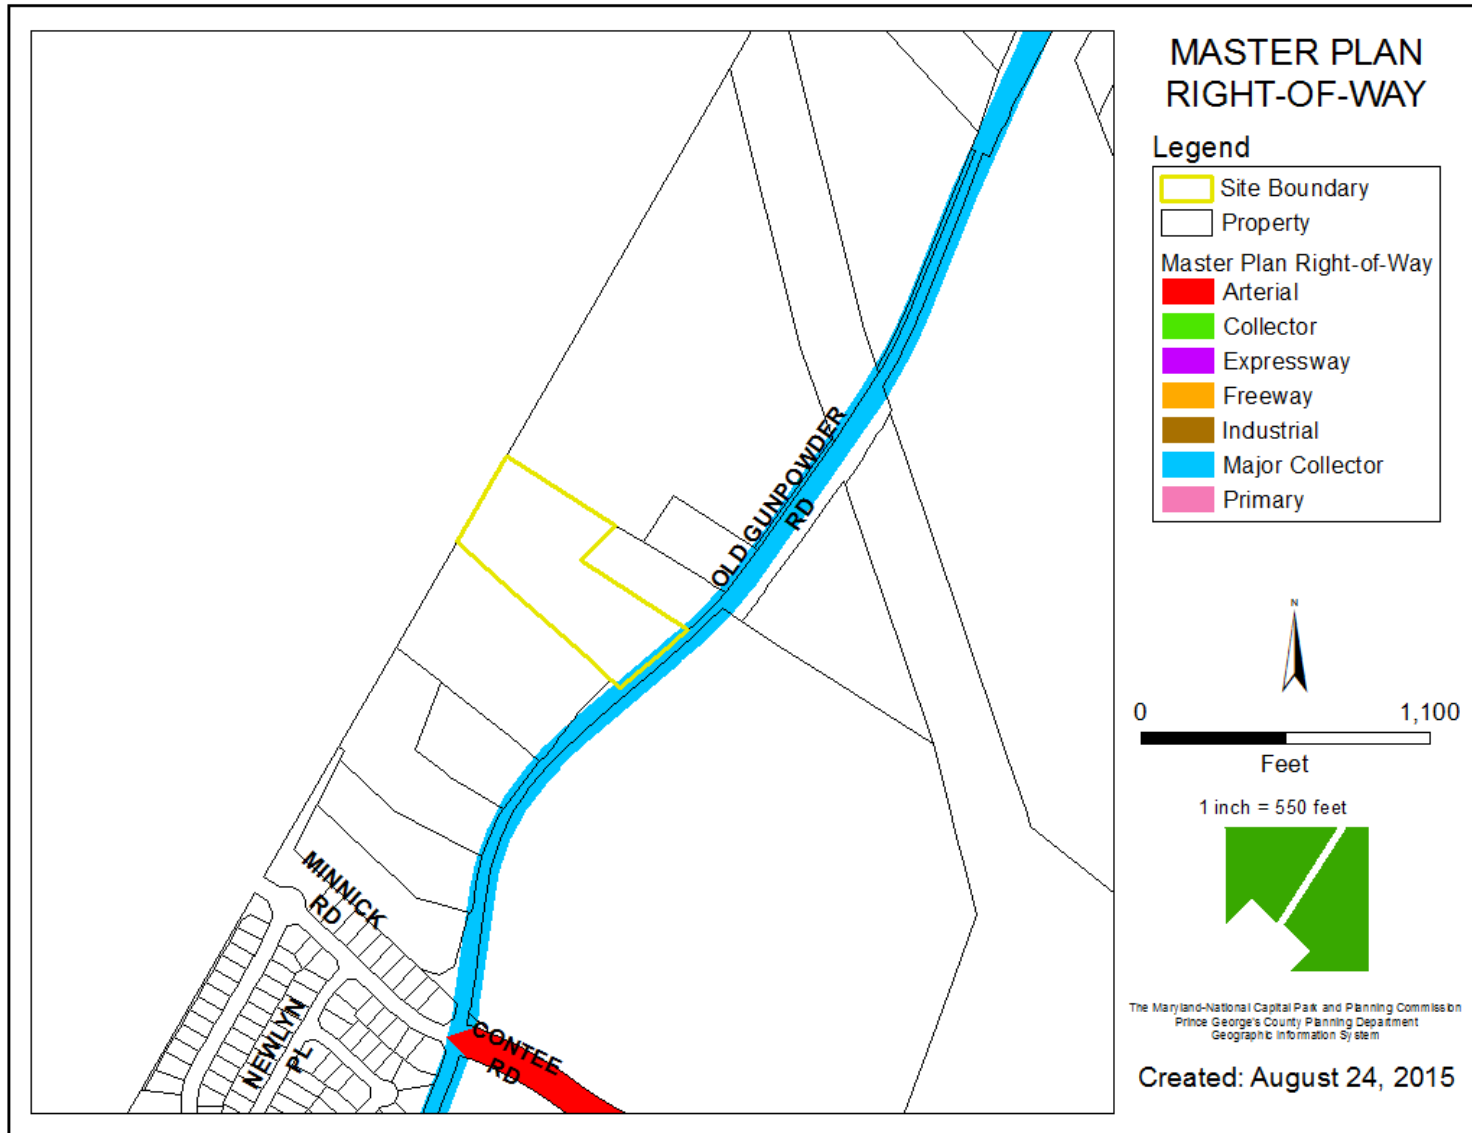 MASTER PLAN
RIGHT-OF-WAY
Legend
Site Boundary
Property
Master Plan Right-of-Way
Arterial
Collector
Expressway
Freeway
Industrial
Major Collector
Primary
N
0 1,100
Feet
1 inch = 550 feet
The Maryland-National Capital Park and Planning Commission
Prince George's County Planning Department
Geographic Information System
Created: August 24, 2015
OLD GUNPOWDER
RD
MINNICK
RD
NEWLYN
PL
CONTEE
RD